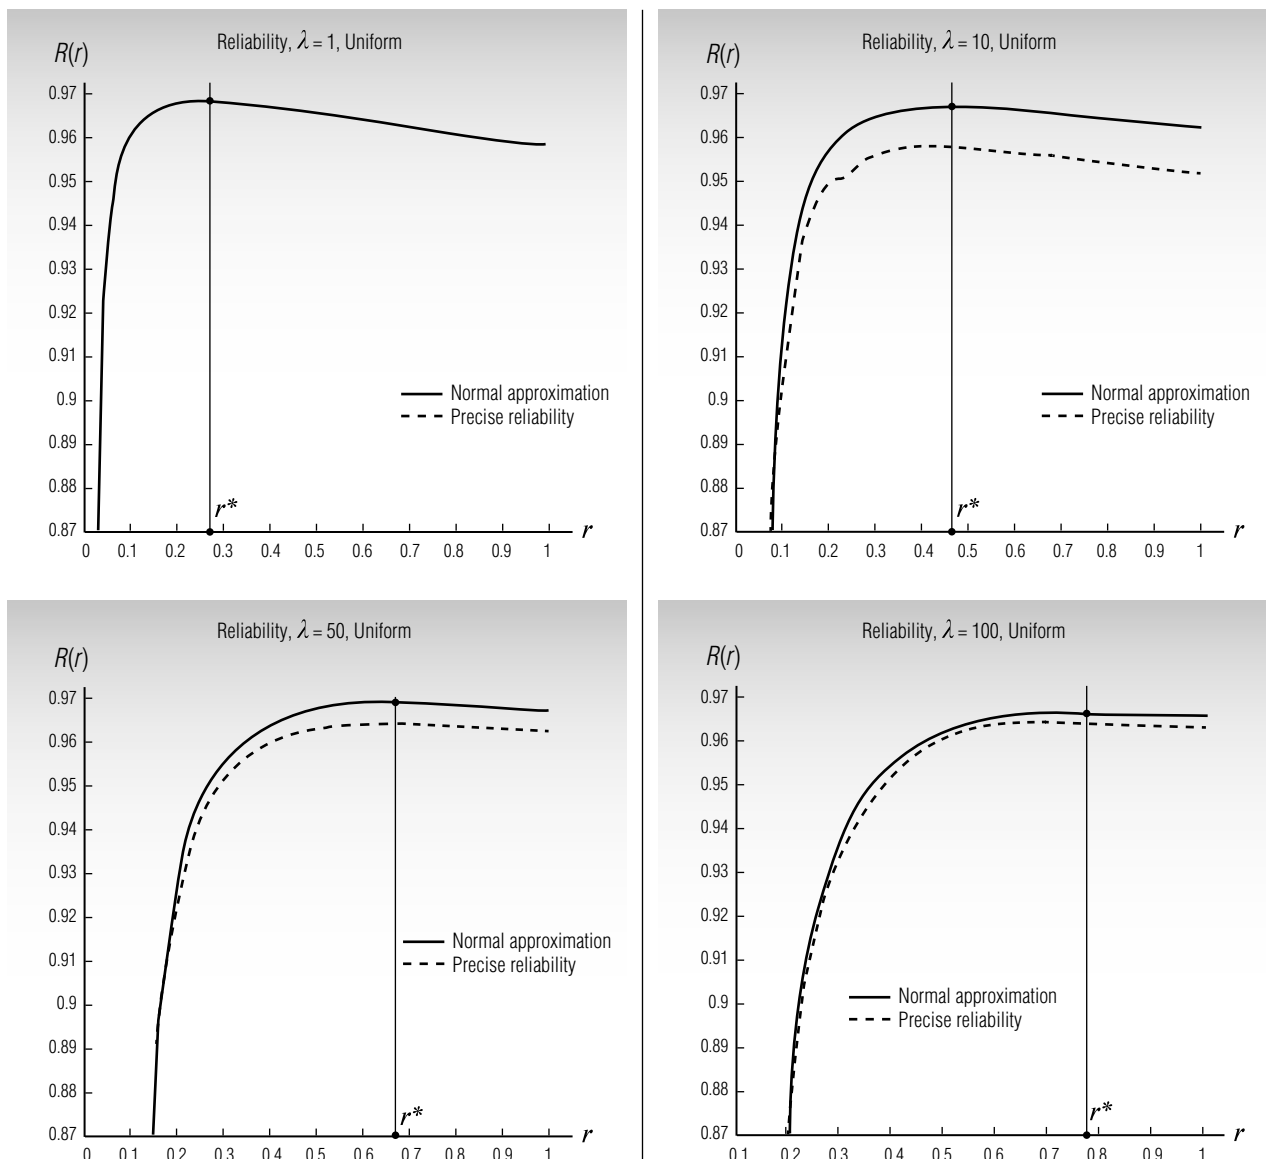 Reliability, λ = 1, Uniform
R(r)
0.97
0.96
0.95
0.94
0.93
0.92
0.91
0.9
0.89
0.88
0.87
Normal approximation
Precise reliability
r*
r
0 0.1 0.2 0.3 0.4 0.5 0.6 0.7 0.8 0.9 1
Reliability, λ = 10, Uniform
R(r)
0.97
0.96
0.95
0.94
0.93
0.92
0.91
0.9
0.89
0.88
0.87
Normal approximation
Precise reliability
r*
r
0 0.1 0.2 0.3 0.4 0.5 0.6 0.7 0.8 0.9 1
Reliability, λ = 50, Uniform
R(r)
0.97
0.96
0.95
0.94
0.93
0.92
0.91
0.9
0.89
0.88
0.87
Normal approximation
Precise reliability
r*
r
0 0.1 0.2 0.3 0.4 0.5 0.6 0.7 0.8 0.9 1
Reliability, λ = 100, Uniform
R(r)
0.97
0.96
0.95
0.94
0.93
0.92
0.91
0.9
0.89
0.88
0.87
Normal approximation
Precise reliability
r*
r
0.1 0.2 0.3 0.4 0.5 0.6 0.7 0.8 0.9 1